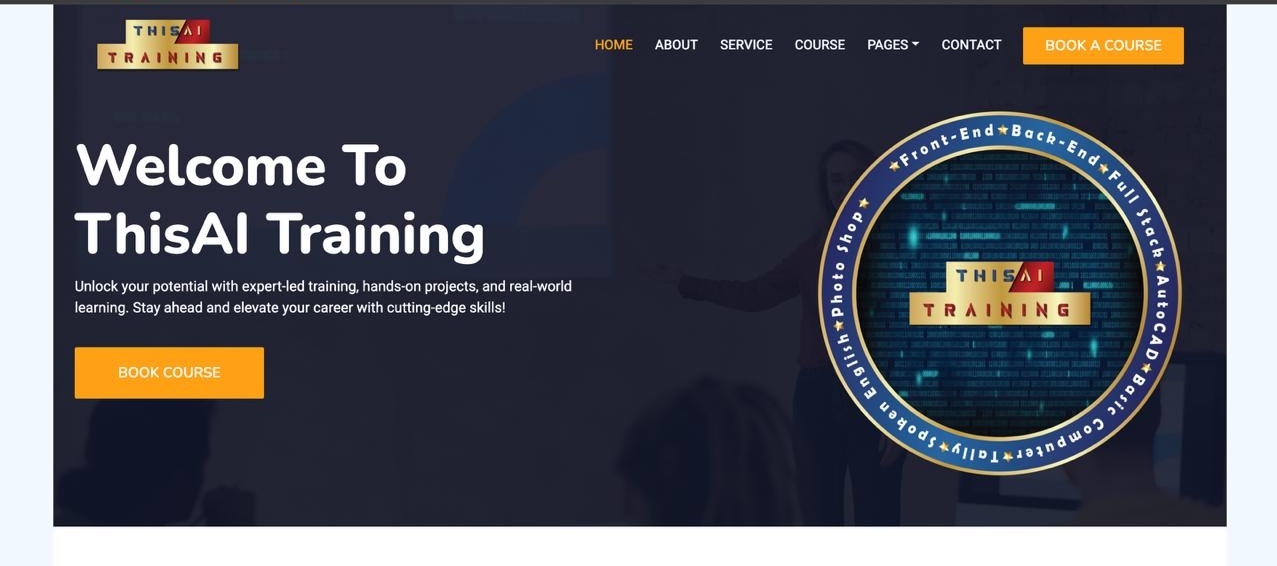 THISAI
TRAINING
HOME ABOUT SERVICE COURSE PAGES CONTACT BOOK A COURSE
Welcome To
ThisAI Training
Unlock your potential with expert-led training, hands-on projects, and real-world
learning. Stay ahead and elevate your career with cutting-edge skills!
BOOK COURSE
Front-End★Back-End★Full Stack★AutoCAD★Basic Computer★Tally★Spoken English★Photo Shop★
THISAI
TRAINING